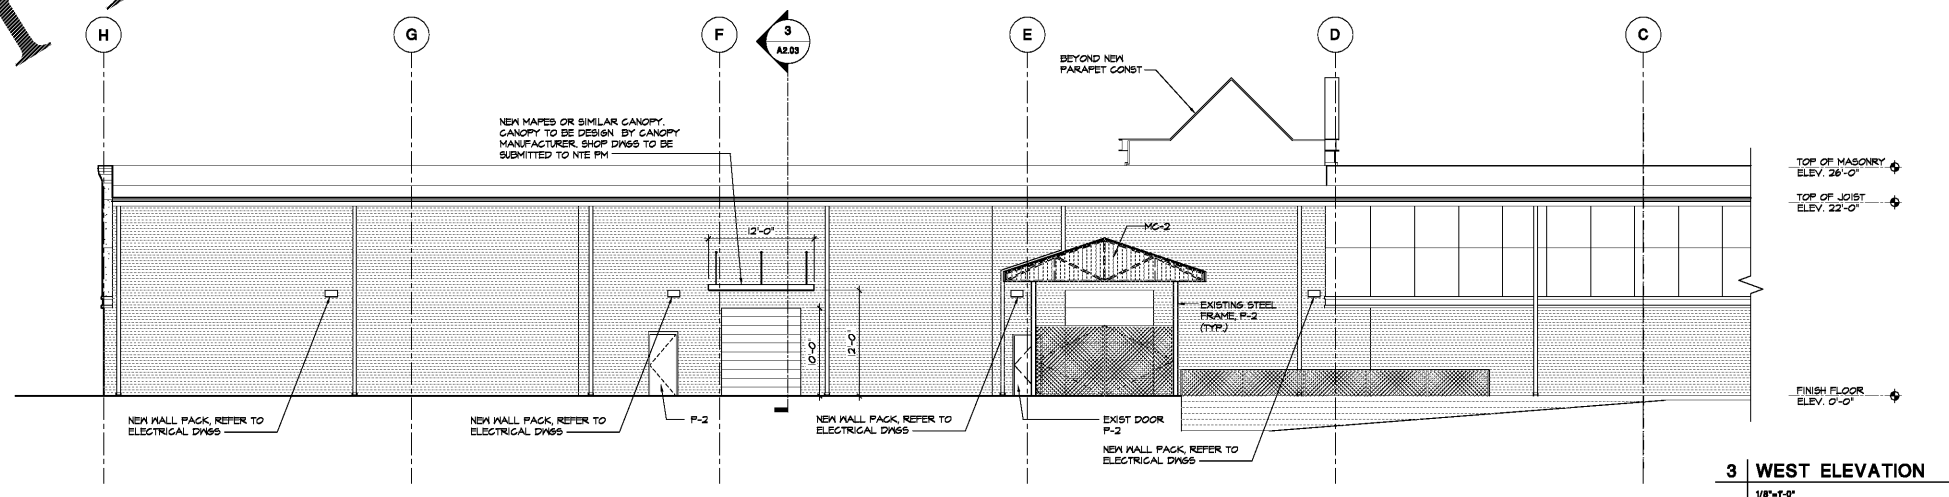 H
G
F
3
A2.03
E
D
C
BEYOND NEW
PARAPET CONST
NEW MAPES OR SIMILAR CANOPY.
CANOPY TO BE DESIGN BY CANOPY
MANUFACTURER. SHOP DWGS TO BE
SUBMITTED TO NTE PM
TOP OF MASONRY
ELEV. 26'-0"
TOP OF JOIST
ELEV. 22'-0"
12'-0"
MC-2
EXISTING STEEL
FRAME, P-2
(TYP.)
10'-0"
12'-0"
FINISH FLOOR
ELEV. 0'-0"
NEW WALL PACK, REFER TO
ELECTRICAL DWGS
NEW WALL PACK, REFER TO
ELECTRICAL DWGS
P-2
NEW WALL PACK, REFER TO
ELECTRICAL DWGS
EXIST DOOR
P-2
NEW WALL PACK, REFER TO
ELECTRICAL DWGS
3 WEST ELEVATION
1/8"=1'-0"